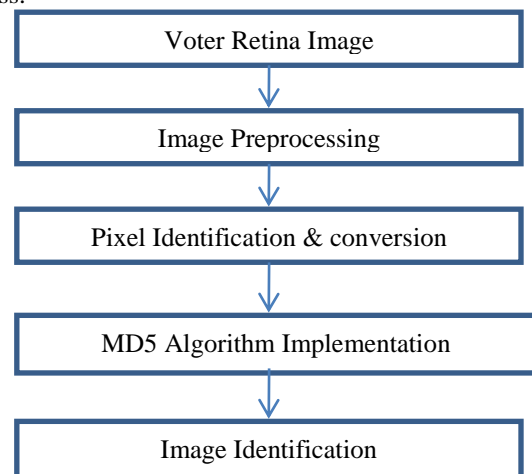 ss.
Voter Retina Image
Image Preprocessing
Pixel Identification & conversion
MD5 Algorithm Implementation
Image Identification